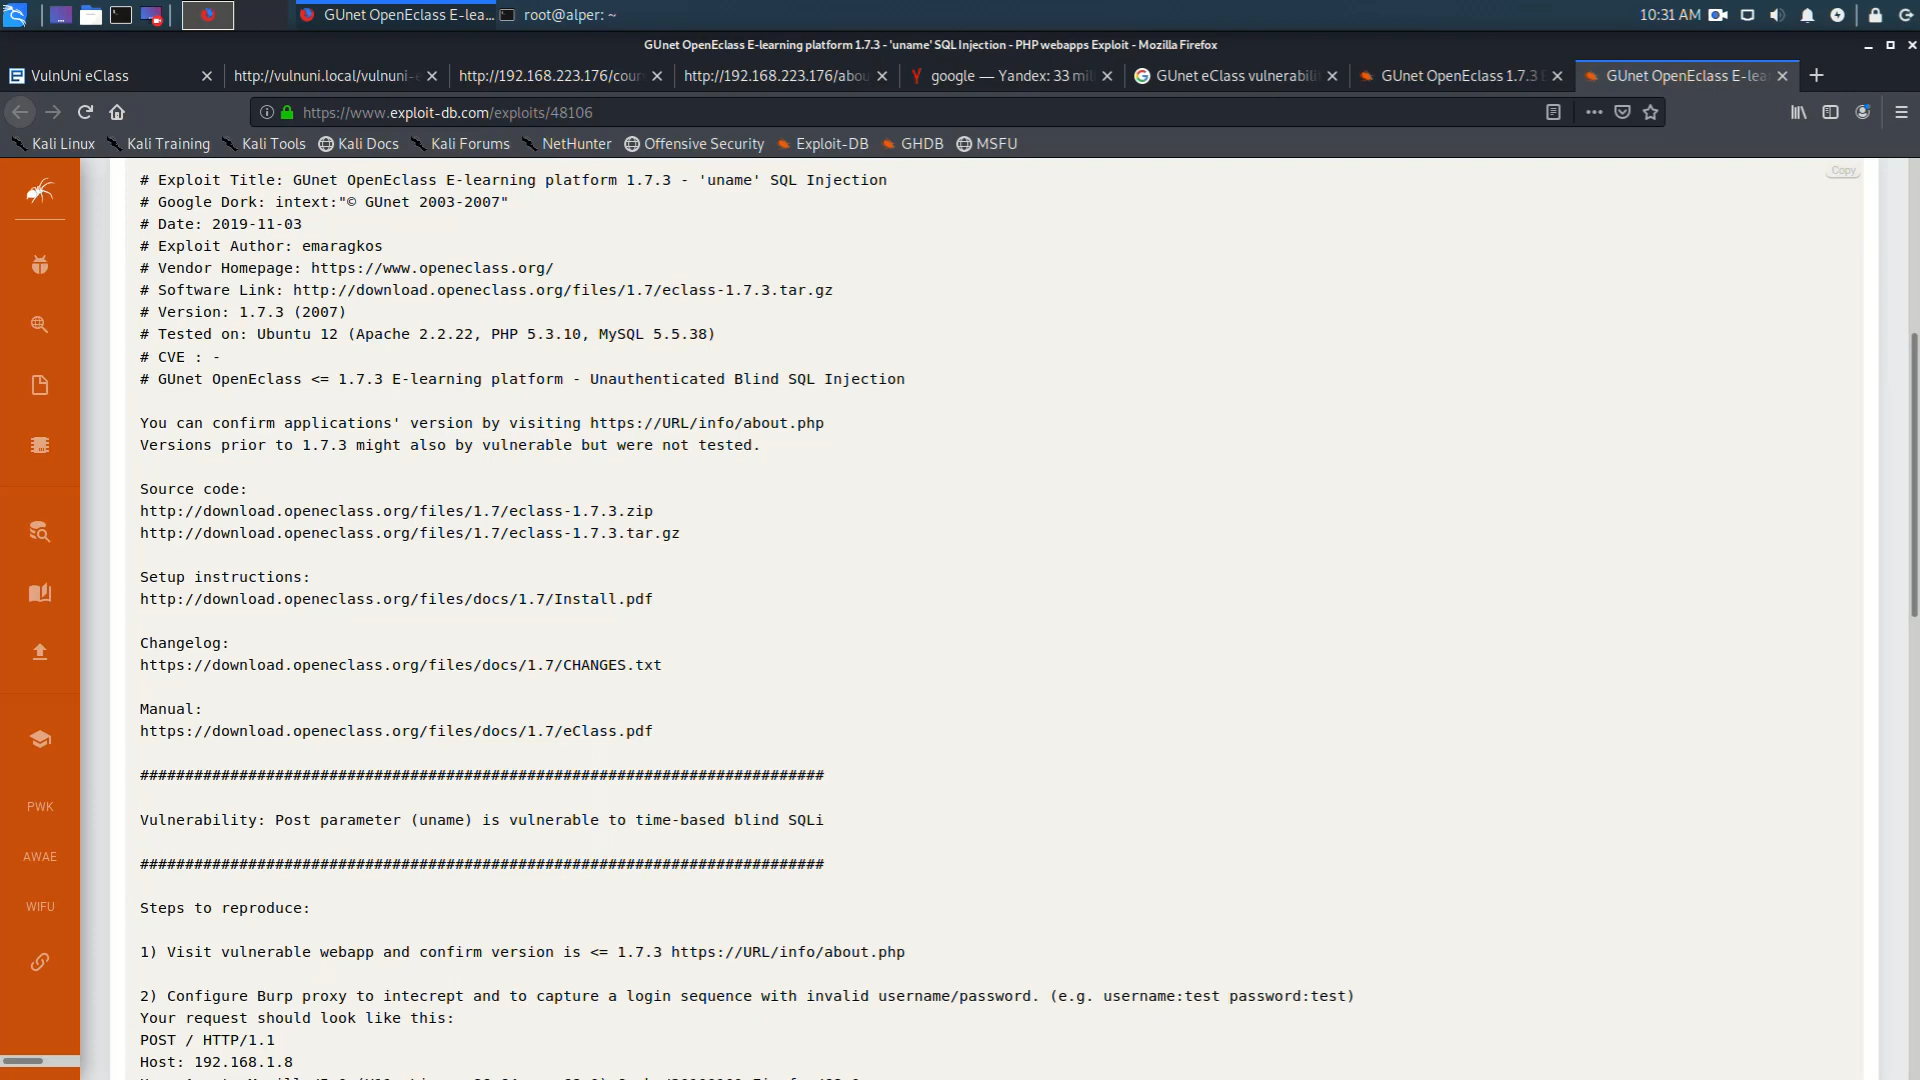 GUnet OpenEclass E-lea...
root@alper: ~
10:31 AM
GUnet OpenEclass E-learning platform 1.7.3 - 'uname' SQL Injection - PHP webapps Exploit - Mozilla Firefox
VulnUni eClass
http://vulnuni.local/vulnuni-e
http://192.168.223.176/cour
http://192.168.223.176/abou
google — Yandex: 33 mil
GUnet eClass vulnerabili
GUnet OpenEclass 1.7.3 E
GUnet OpenEclass E-lea
https://www.exploit-db.com/exploits/48106
Kali Linux
Kali Training
Kali Tools
Kali Docs
Kali Forums
NetHunter
Offensive Security
Exploit-DB
GHDB
MSFU
Copy
# Exploit Title: GUnet OpenEclass E-learning platform 1.7.3 - 'uname' SQL Injection
# Google Dork: intext:"© GUnet 2003-2007"
# Date: 2019-11-03
# Exploit Author: emaragkos
# Vendor Homepage: https://www.openeclass.org/
# Software Link: http://download.openeclass.org/files/1.7/eclass-1.7.3.tar.gz
# Version: 1.7.3 (2007)
# Tested on: Ubuntu 12 (Apache 2.2.22, PHP 5.3.10, MySQL 5.5.38)
# CVE : -
# GUnet OpenEclass <= 1.7.3 E-learning platform - Unauthenticated Blind SQL Injection
You can confirm applications' version by visiting https://URL/info/about.php
Versions prior to 1.7.3 might also by vulnerable but were not tested.
Source code:
http://download.openeclass.org/files/1.7/eclass-1.7.3.zip
http://download.openeclass.org/files/1.7/eclass-1.7.3.tar.gz
Setup instructions:
http://download.openeclass.org/files/docs/1.7/Install.pdf
Changelog:
https://download.openeclass.org/files/docs/1.7/CHANGES.txt
Manual:
https://download.openeclass.org/files/docs/1.7/eClass.pdf
############################################################################
Vulnerability: Post parameter (uname) is vulnerable to time-based blind SQLi
############################################################################
Steps to reproduce:
1) Visit vulnerable webapp and confirm version is <= 1.7.3 https://URL/info/about.php
2) Configure Burp proxy to intecrept and to capture a login sequence with invalid username/password. (e.g. username:test password:test)
Your request should look like this:
POST / HTTP/1.1
Host: 192.168.1.8
PWK
AWAE
WIFU